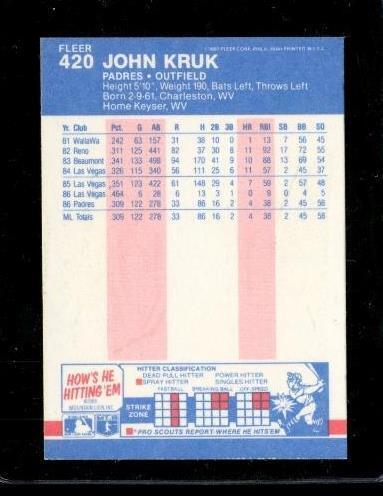 FLEER
420 JOHN KRUK
PADRES • OUTFIELD
Height 5'10", Weight 190, Bats Left, Throws Left
Born 2-9-61, Charleston, WV
Home Keyser, WV
Yr. Club Pct. G AB R H 2B 3B HR RBI SB BB SO
81 WallaWa .242 63 157 31 38 10 0 1 13 7 56 45
82 Reno .311 125 441 82 137 30 8 11 92 17 72 55
83 Beaumont .341 133 498 94 170 41 9 10 88 13 69 54
84 Las Vegas .326 115 340 56 111 25 6 11 57 2 45 37
85 Las Vegas .351 123 422 61 148 29 4 7 59 2 57 48
86 Las Vegas .464 6 28 6 13 3 1 0 9 0 4 5
86 Padres .309 122 278 33 86 16 2 4 38 2 45 58
ML Totals .309 122 278 33 86 16 2 4 38 2 45 58
HOW'S HE
HITTING 'EM
MOUNTAIN LION, INC.
HITTER CLASSIFICATION
DEAD PULL HITTER POWER HITTER
SPRAY HITTER SINGLES HITTER
FASTBALL BREAKING BALL OFF-SPEED
STRIKE
ZONE
PRO SCOUTS REPORT-WHERE HE HITS 'EM